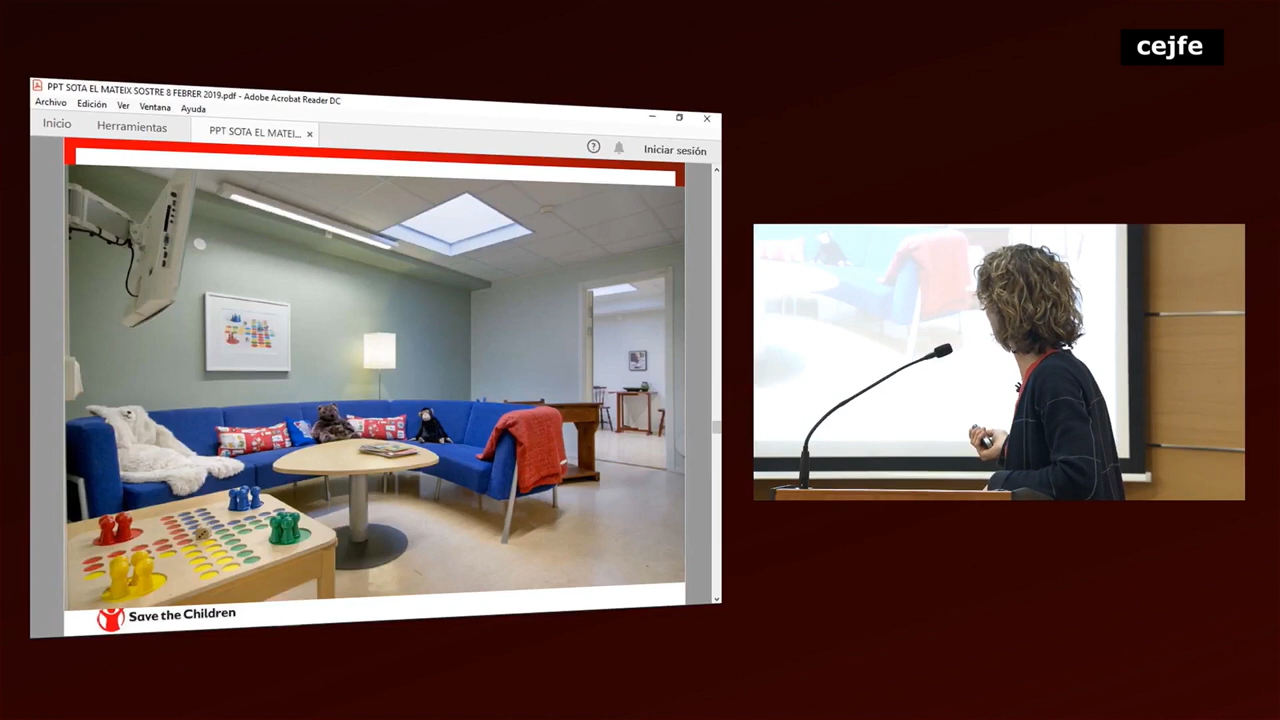 cejfe
PPT SOTA EL MATEIX SOSTRE 8 FEBRER 2019.pdf - Adobe Acrobat Reader DC
Archivo Edición Ver Ventana Ayuda
Inicio Herramientas PPT SOTA EL MATEI... Iniciar sesión
Save the Children